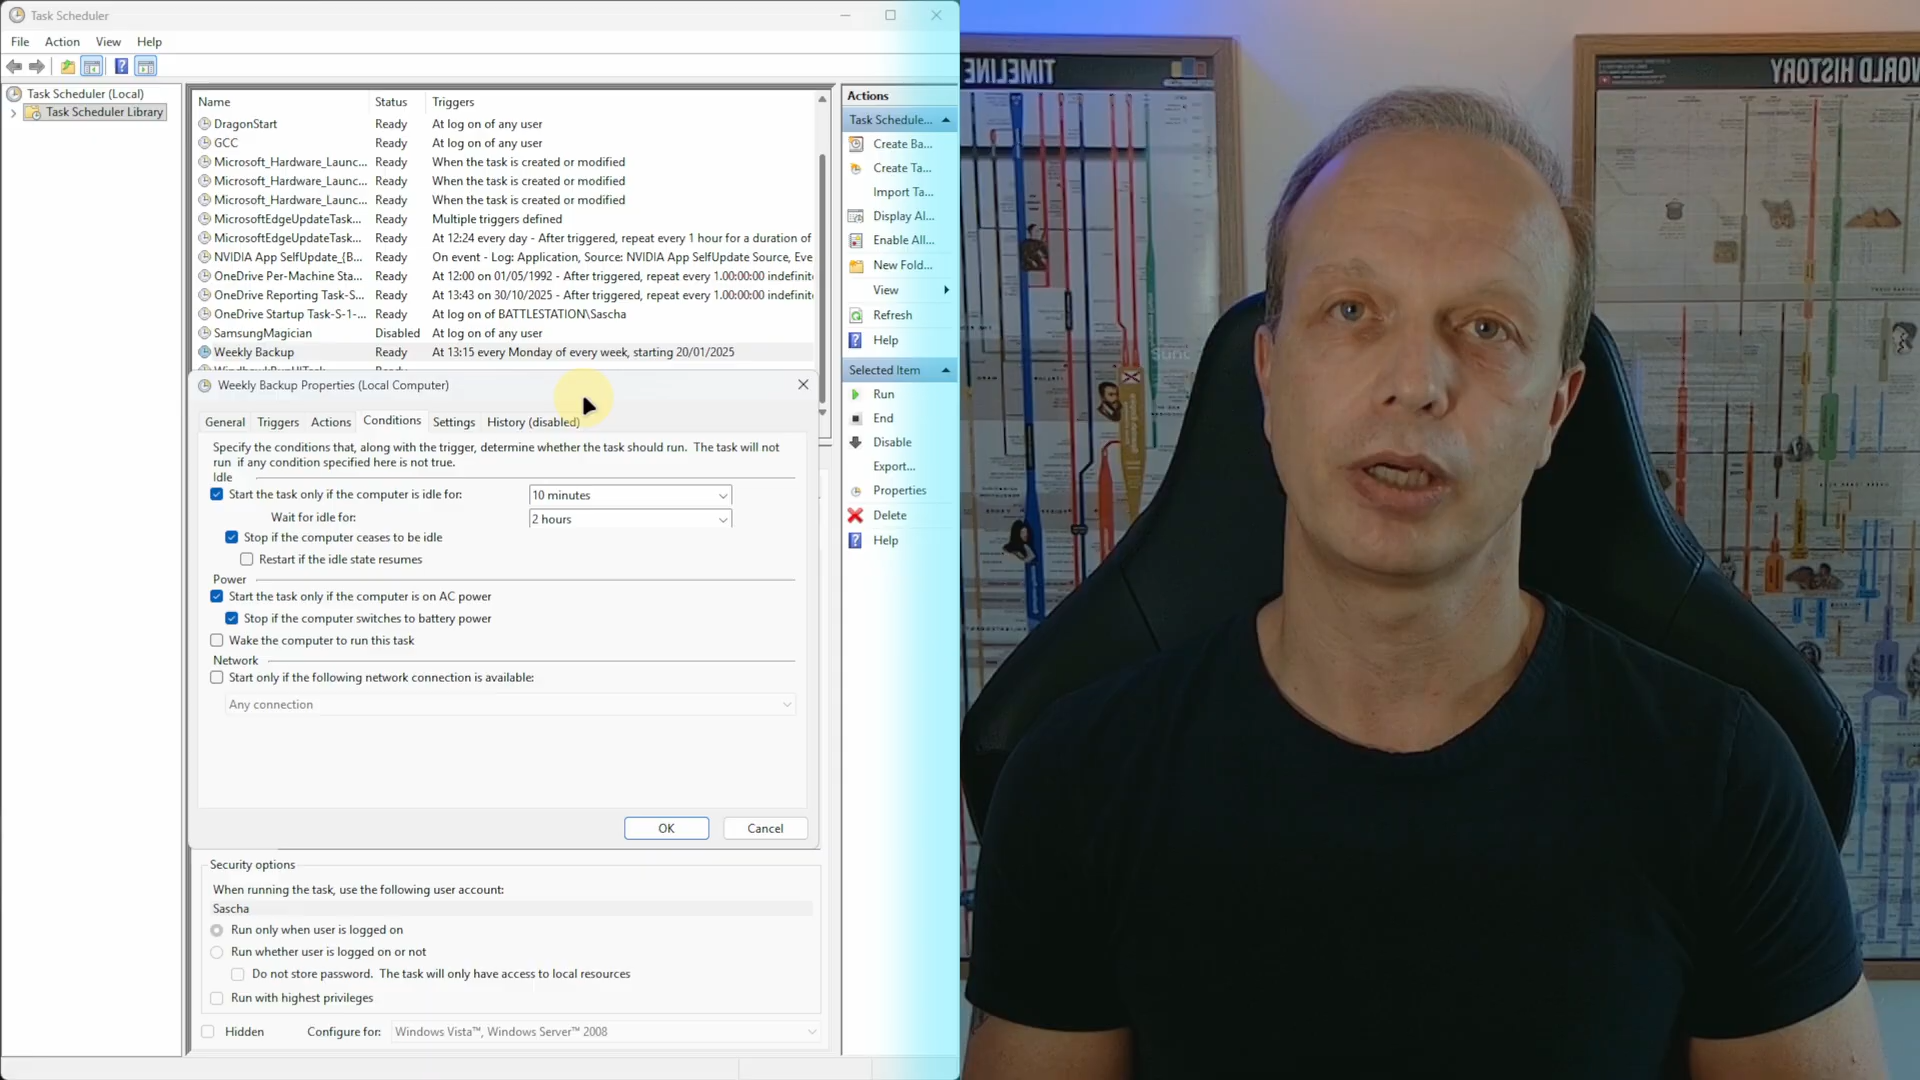 Task Scheduler
File Action View Help
Task Scheduler (Local)
Task Scheduler Library
Name Status Triggers
DragonStart Ready At log on of any user
GCC Ready At log on of any user
Microsoft_Hardware_Launc... Ready When the task is created or modified
Microsoft_Hardware_Launc... Ready When the task is created or modified
Microsoft_Hardware_Launc... Ready When the task is created or modified
MicrosoftEdgeUpdateTask... Ready Multiple triggers defined
MicrosoftEdgeUpdateTask... Ready At 12:24 every day - After triggered, repeat every 1 hour for a duration of
NVIDIA App SelfUpdate_{B... Ready On event - Log: Application, Source: NVIDIA App SelfUpdate Source, Eve
OneDrive Per-Machine Sta... Ready At 12:00 on 01/05/1992 - After triggered, repeat every 1.00:00:00 indefinit
OneDrive Reporting Task-S... Ready At 13:43 on 30/10/2025 - After triggered, repeat every 1.00:00:00 indefinit
OneDrive Startup Task-S-1-... Ready At log on of BATTLESTATION\Sascha
SamsungMagician Disabled At log on of any user
Weekly Backup Ready At 13:15 every Monday of every week, starting 20/01/2025
Weekly Backup Properties (Local Computer)
General Triggers Actions Conditions Settings History (disabled)
Specify the conditions that, along with the trigger, determine whether the task should run. The task will not
run if any condition specified here is not true.
Idle
Start the task only if the computer is idle for: 10 minutes
Wait for idle for: 2 hours
Stop if the computer ceases to be idle
Restart if the idle state resumes
Power
Start the task only if the computer is on AC power
Stop if the computer switches to battery power
Wake the computer to run this task
Network
Start only if the following network connection is available:
Any connection
OK Cancel
Security options
When running the task, use the following user account:
Sascha
Run only when user is logged on
Run whether user is logged on or not
Do not store password. The task will only have access to local resources
Run with highest privileges
Hidden Configure for: Windows Vista™, Windows Server™ 2008
Actions
Task Schedule...
Create Ba...
Create Ta...
Import Ta...
Display Al...
Enable All...
New Fold...
View
Refresh
Help
Selected Item
Run
End
Disable
Export...
Properties
Delete
Help
TIMELINE
WORLD HISTORY